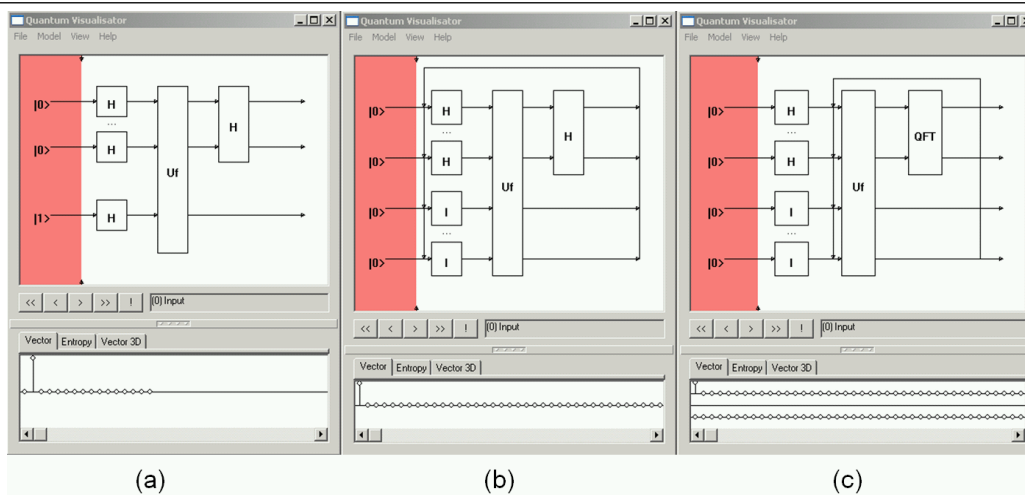 Quantum Visualisator
File Model View Help
|0>
H
...
|0>
H
Uf
H
|1>
H
<< < > >> ! (0) Input
Vector Entropy Vector 3D
(a)
Quantum Visualisator
File Model View Help
|0>
H
...
|0>
H
Uf
H
|0>
I
...
|0>
I
<< < > >> ! (0) Input
Vector Entropy Vector 3D
(b)
Quantum Visualisator
File Model View Help
|0>
H
...
|0>
H
Uf
QFT
|0>
I
...
|0>
I
<< < > >> ! (0) Input
Vector Entropy Vector 3D
(c)